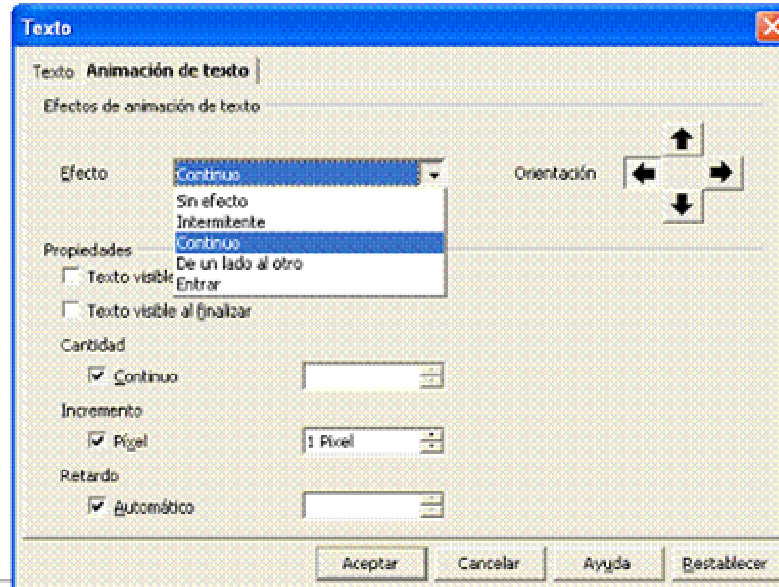 Texto
Texto Animación de texto
Efectos de animación de texto
Efecto Continuo Orientación
Sin efecto
Intermitente
Continuo
De un lado al otro
Entrar
Propiedades
Texto visible
Texto visible al finalizar
Cantidad
Continuo
Incremento
Píxel 1 Píxel
Retardo
Automático
Aceptar Cancelar Ayuda Restablecer